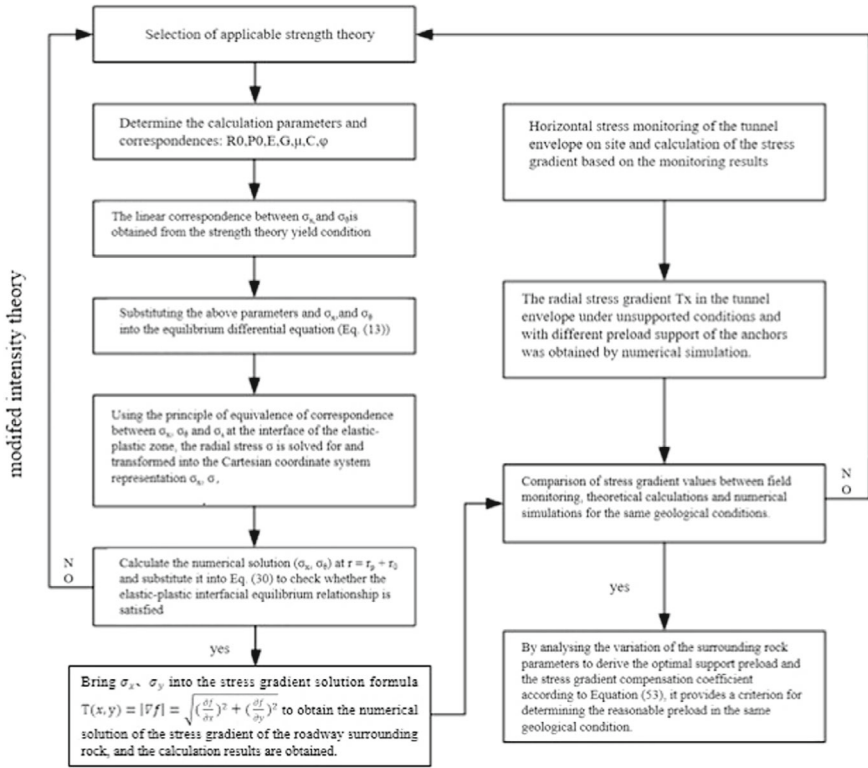 Selection of applicable strength theory
Determine the calculation parameters and
correspondences: R0,P0,E,G,μ,C,φ
The linear correspondence between σₓ and σ_θ is
obtained from the strength theory yield condition
Substituting the above parameters and σₓ, and σ_θ
into the equilibrium differential equation (Eq. (13))
Using the principle of equivalence of correspondence
between σₓ, σ_θ and σₓ at the interface of the elastic-
plastic zone, the radial stress σ is solved for and
transformed into the Cartesian coordinate system
representation σₓ, σ ,
Calculate the numerical solution (σₓ, σ_θ) at r = r_p + r₀
and substitute it into Eq. (30) to check whether the
elastic-plastic interfacial equilibrium relationship is
satisfied
yes
Bring σₓ、σ_y into the stress gradient solution formula
T(x, y) = |∇f| = √((∂f/∂x)² + (∂f/∂y)²) to obtain the numerical
solution of the stress gradient of the roadway surrounding
rock, and the calculation results are obtained.
modifed intensity theory
N
O
Horizontal stress monitoring of the tunnel
envelope on site and calculation of the stress
gradient based on the monitoring results
The radial stress gradient Tx in the tunnel
envelope under unsupported conditions and
with different preload support of the anchors
was obtained by numerical simulation.
Comparison of stress gradient values between field
monitoring, theoretical calculations and numerical
simulations for the same geological conditions.
N
O
yes
By analysing the variation of the surrounding rock
parameters to derive the optimal support preload and
the stress gradient compensation coefficient
according to Equation (53), it provides a criterion for
determining the reasonable preload in the same
geological condition.